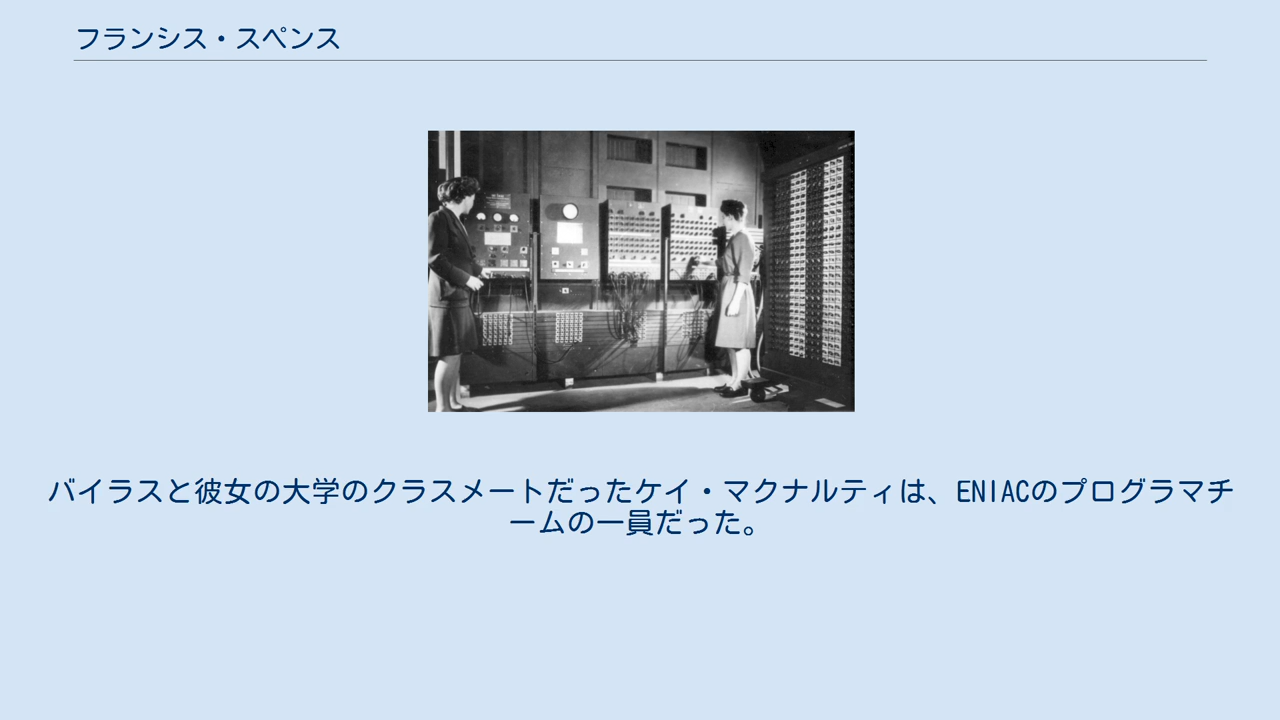 フランシス・スペンス
バイラスと彼女の大学のクラスメートだったケイ・マクナルティは、ENIACのプログラマチ
ームの一員だった。